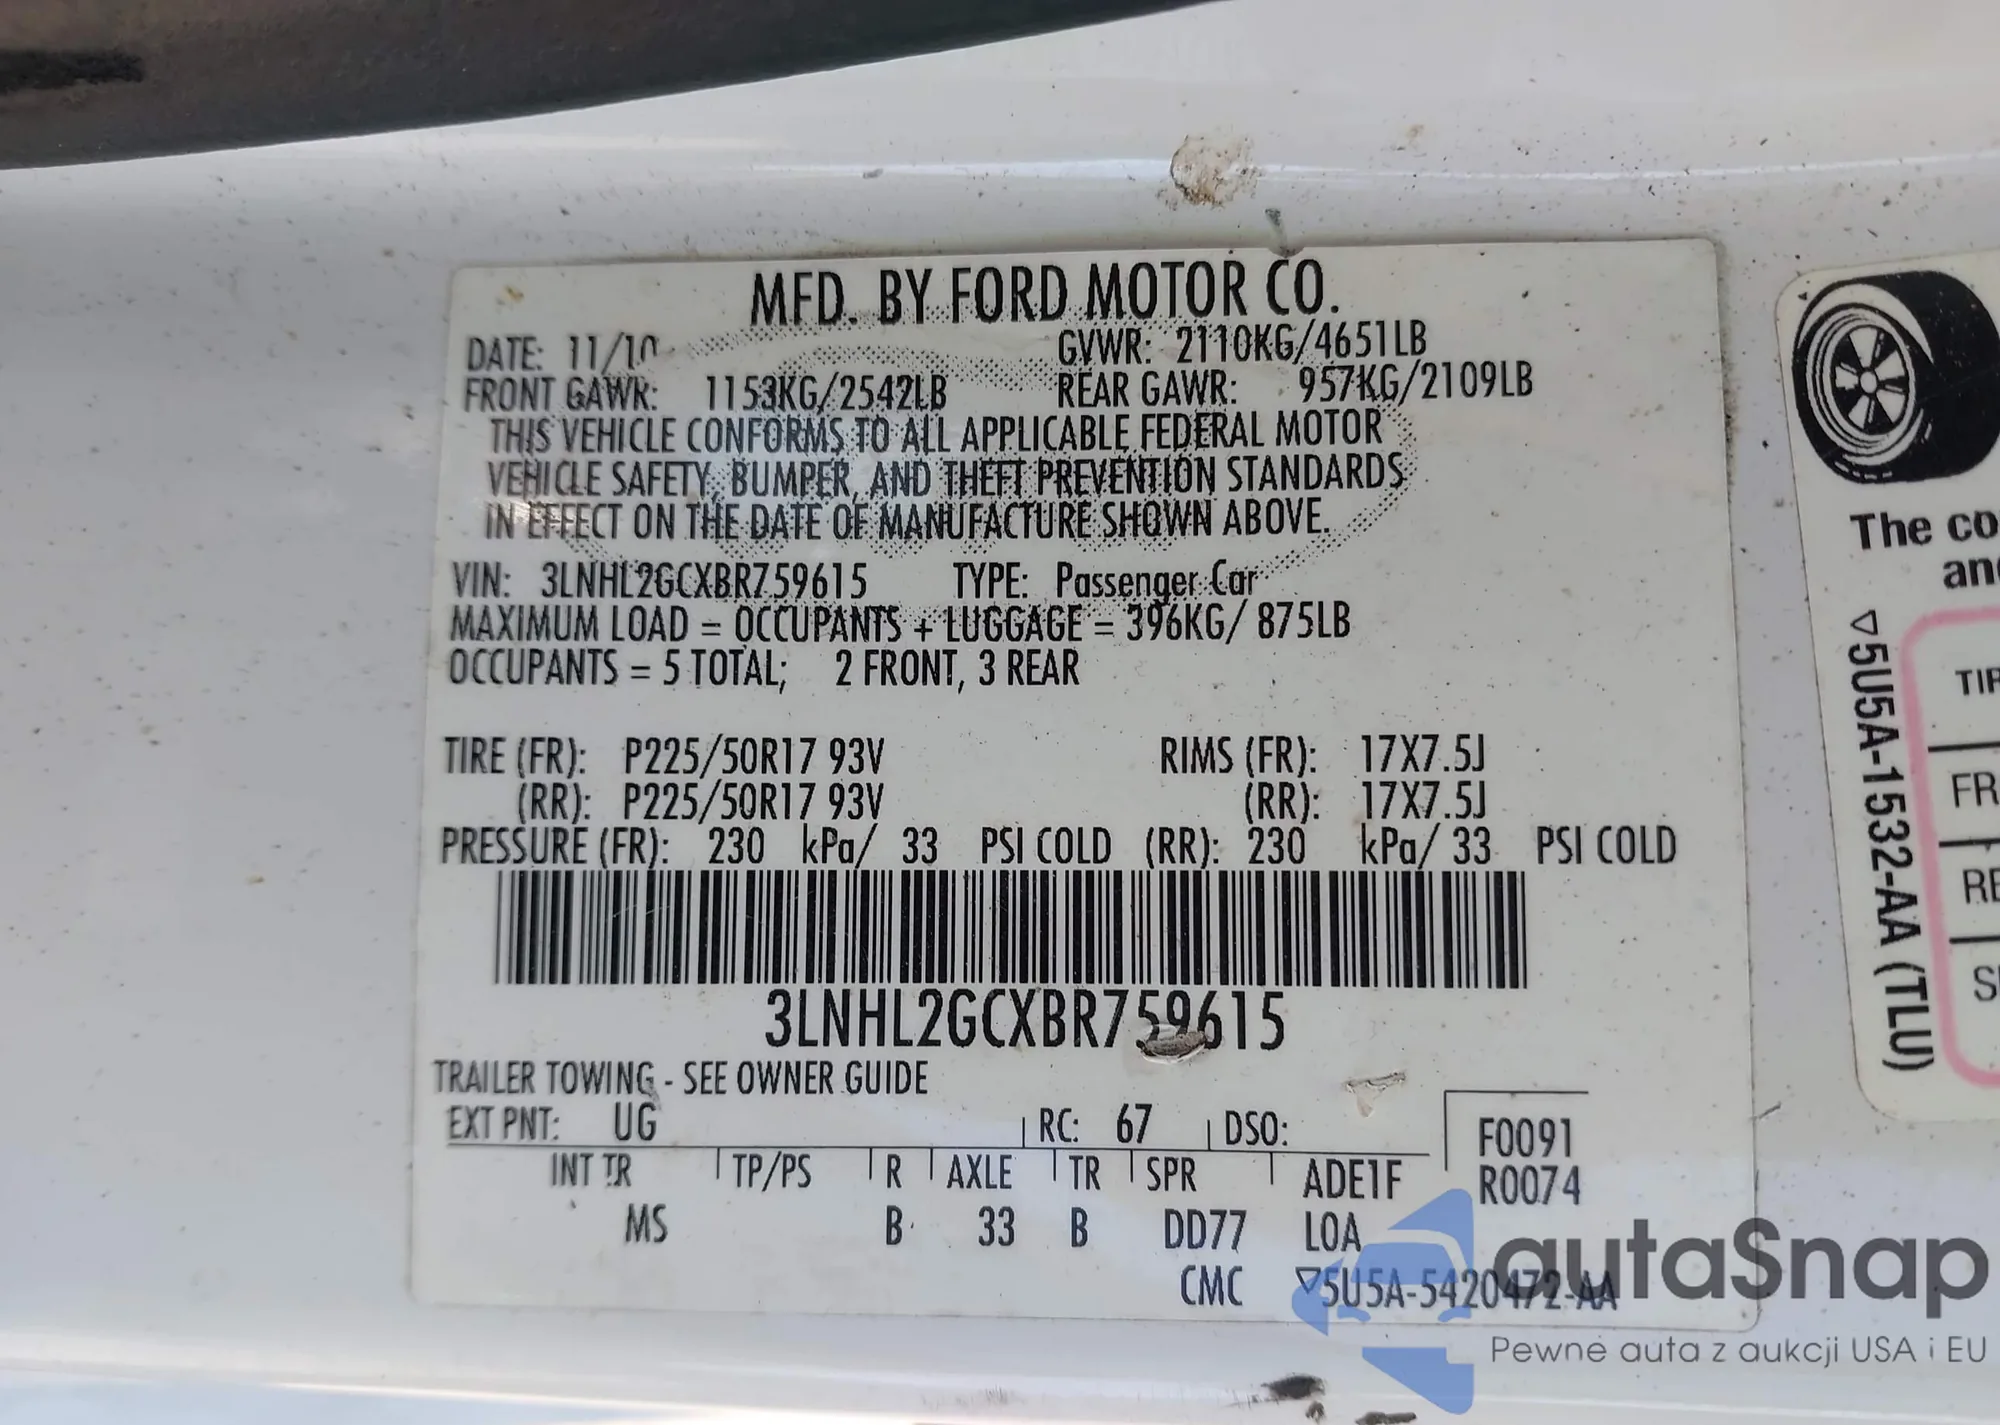 MFD. BY FORD MOTOR CO.
DATE: 11/10 GVWR: 2110KG/4651LB
FRONT GAWR: 1153KG/2542LB REAR GAWR: 957KG/2109LB
THIS VEHICLE CONFORMS TO ALL APPLICABLE FEDERAL MOTOR
VEHICLE SAFETY, BUMPER, AND THEFT PREVENTION STANDARDS
IN EFFECT ON THE DATE OF MANUFACTURE SHOWN ABOVE.
VIN: 3LNHL2GCXBR759615 TYPE: Passenger Car
MAXIMUM LOAD = OCCUPANTS + LUGGAGE = 396KG/ 875LB
OCCUPANTS = 5 TOTAL; 2 FRONT, 3 REAR
TIRE (FR): P225/50R17 93V RIMS (FR): 17X7.5J
(RR): P225/50R17 93V (RR): 17X7.5J
PRESSURE (FR): 230 kPa/ 33 PSI COLD (RR): 230 kPa/ 33 PSI COLD
3LNHL2GCXBR759615
TRAILER TOWING - SEE OWNER GUIDE
EXT PNT: UG RC: 67 DSO: F0091
INT TR TP/PS R AXLE TR SPR ADE1F R0074
MS B 33 B DD77 LOA
CMC ▽5U5A-5420472-AA
The co
and
▽5U5A-1532-AA (TLU)
TIR
FR
RE
S
autaSnap
Pewne auta z aukcji USA i EU